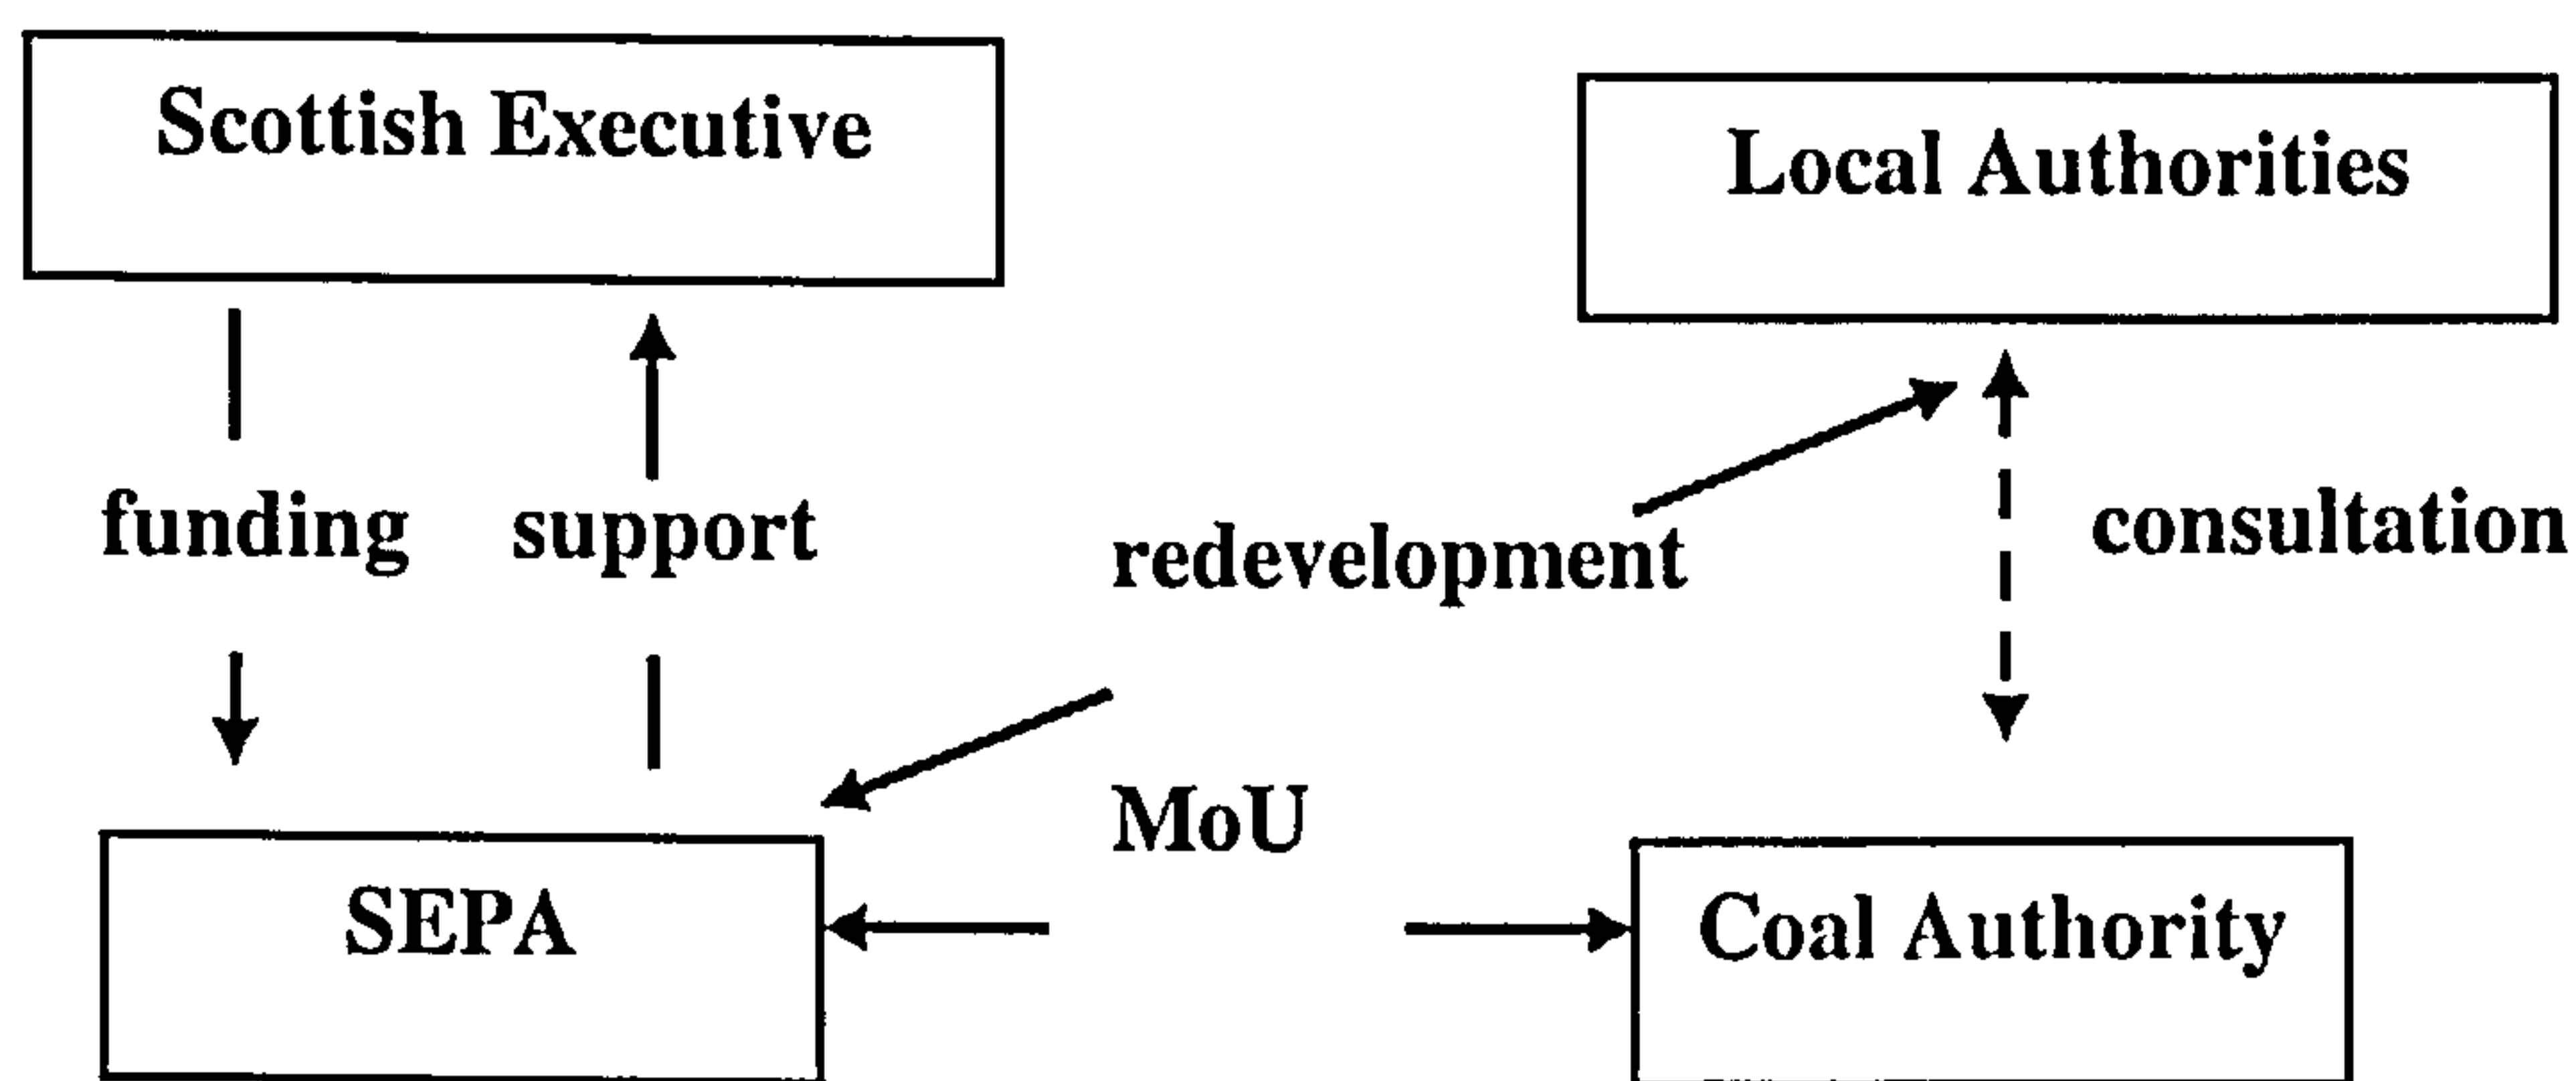 Scottish Executive
Local Authorities
funding
support
redevelopment
consultation
MoU
SEPA
Coal Authority